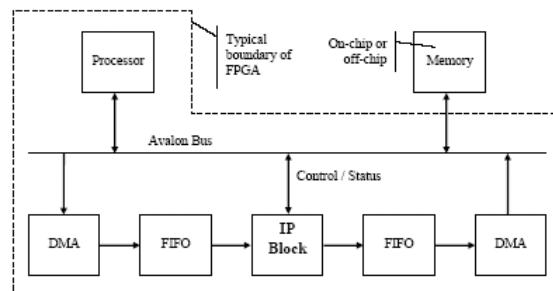 Typical
boundary of
FPGA
On-chip or
off-chip
Processor
Memory
Avalon Bus
Control / Status
DMA
FIFO
IP
Block
FIFO
DMA